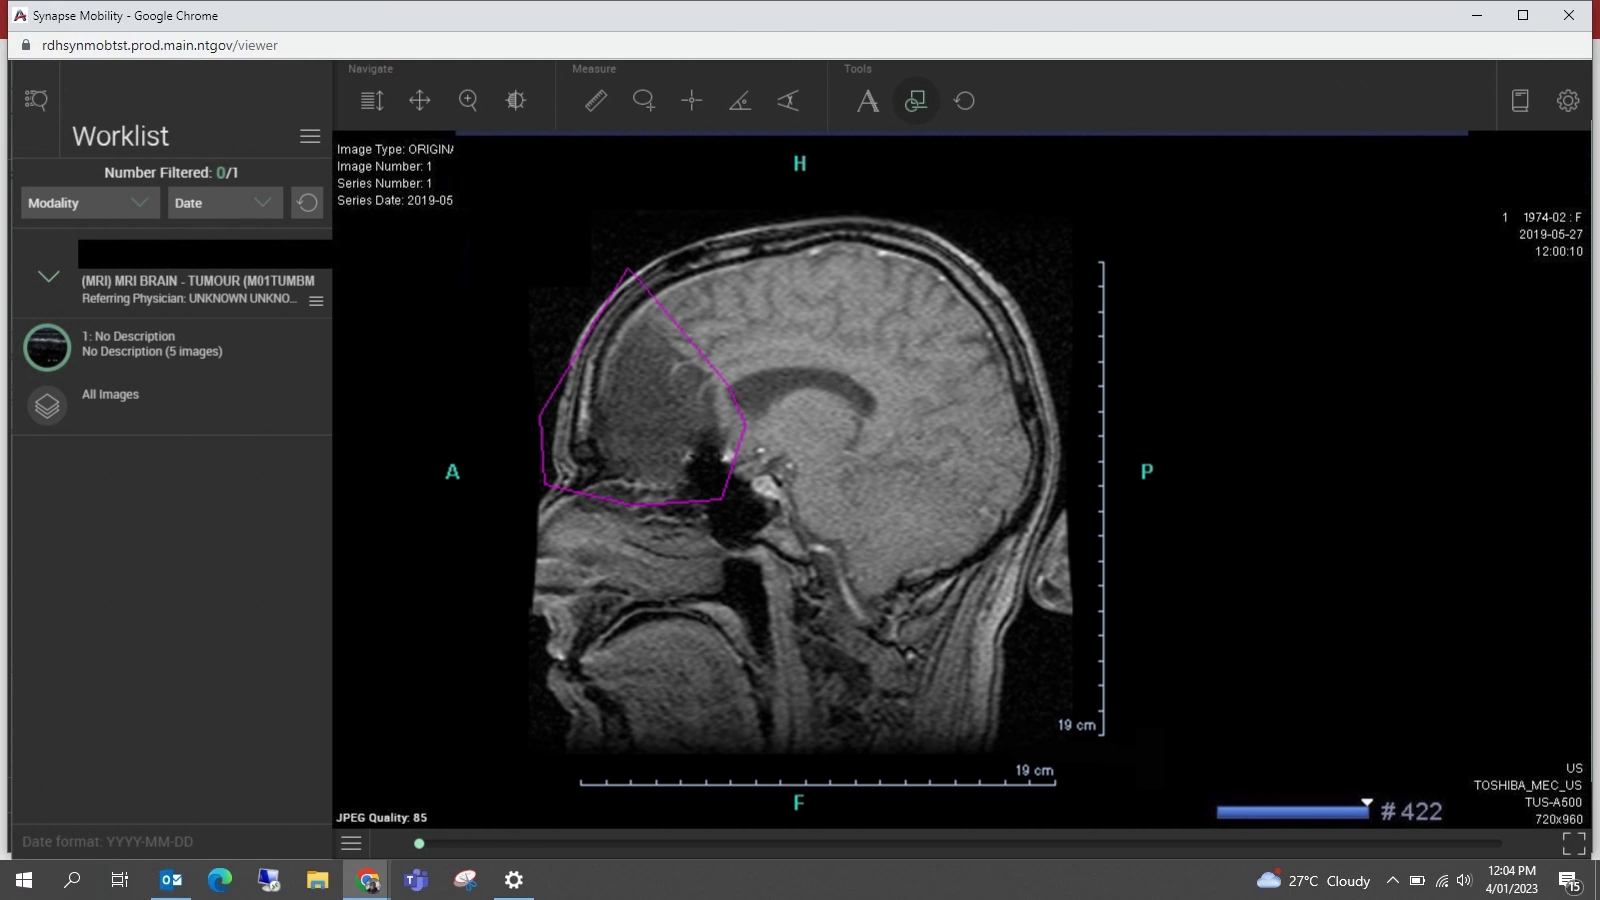 Synapse Mobility - Google Chrome
rdhsynmobtst.prod.main.ntgov/viewer
Navigate
Measure
Tools
Worklist
Number Filtered: 0/1
Modality
Date
(MRI) MRI BRAIN - TUMOUR (M01TUMBM
Referring Physician: UNKNOWN UNKNO...
1: No Description
No Description (5 images)
All Images
Date format: YYYY-MM-DD
Image Type: ORIGINA
Image Number: 1
Series Number: 1
Series Date: 2019-05
H
1 1974-02 : F
2019-05-27
12:00:10
A
P
19 cm
19 cm
F
JPEG Quality: 85
#422
US
TOSHIBA_MEC_US
TUS-A500
720x960
27°C Cloudy
12:04 PM
4/01/2023
15